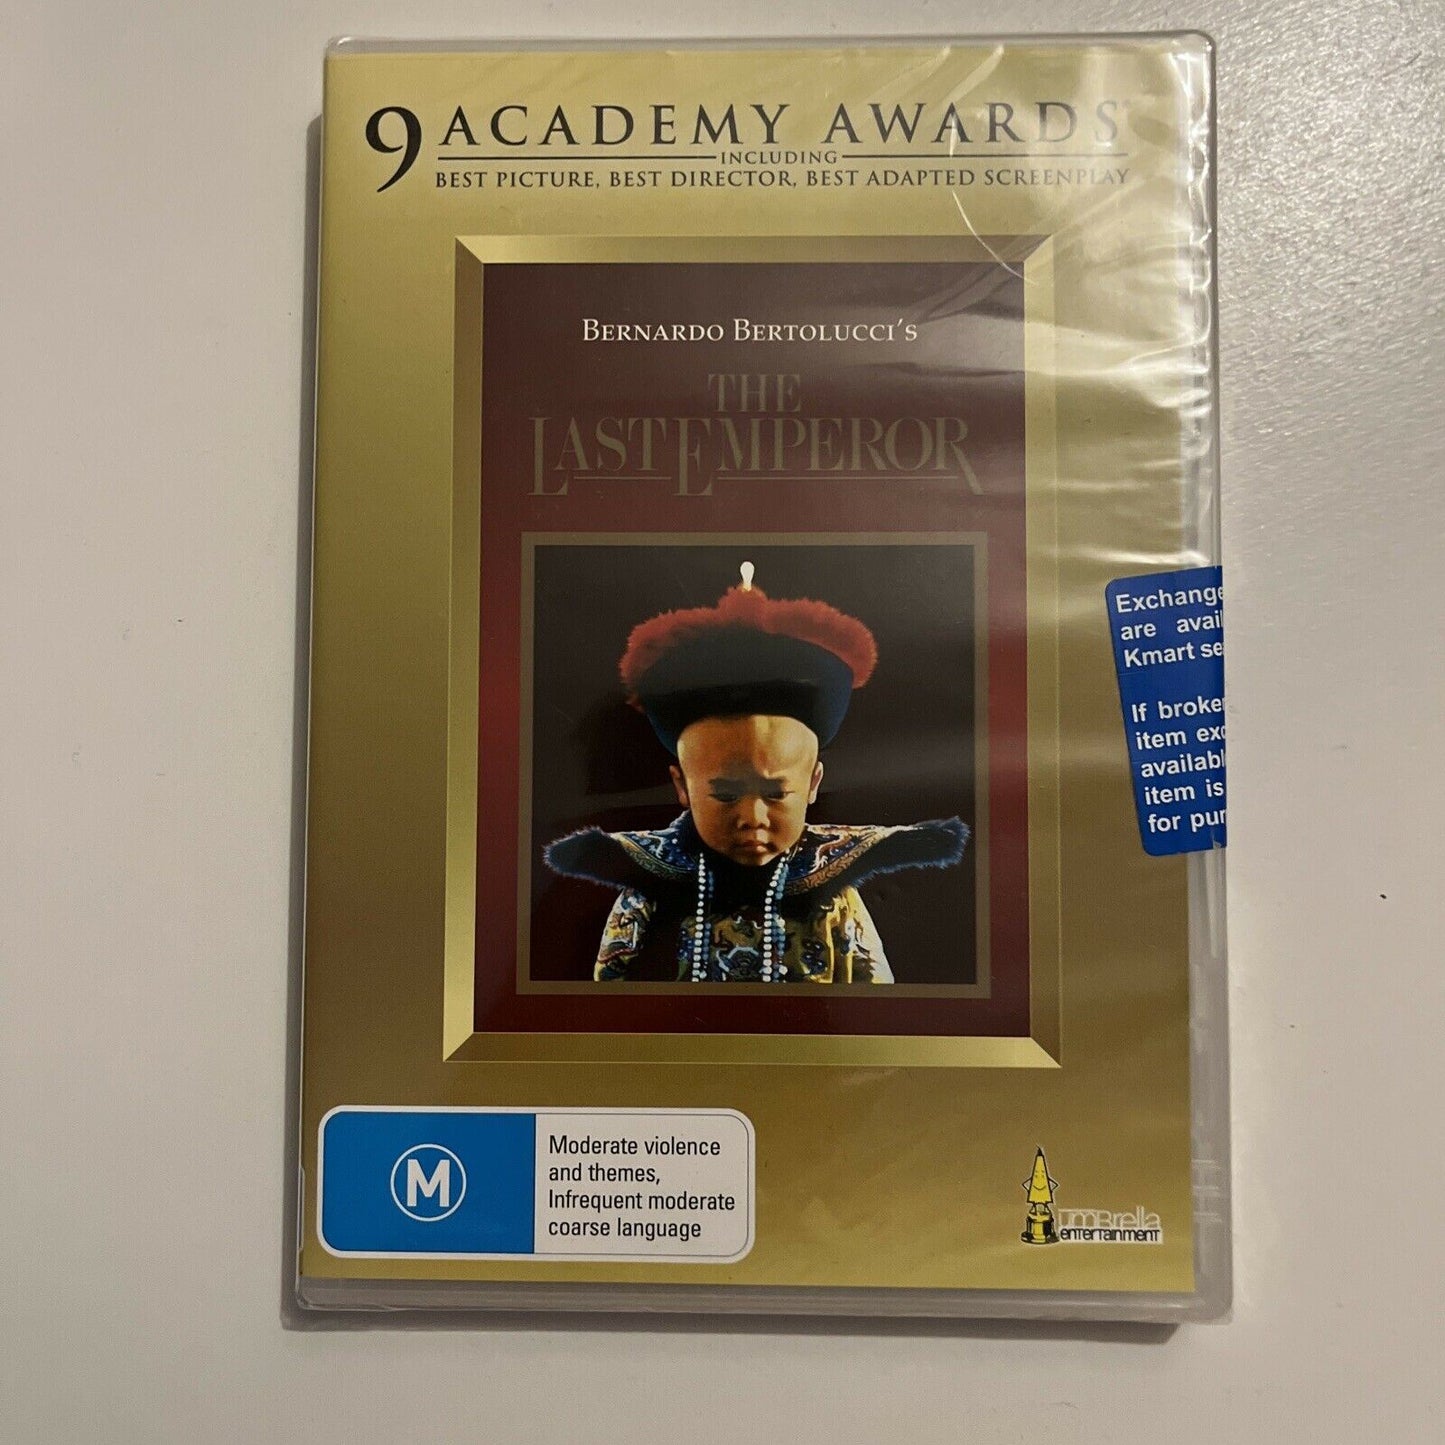 9 ACADEMY AWARDS
INCLUDING
BEST PICTURE, BEST DIRECTOR, BEST ADAPTED SCREENPLAY
BERNARDO BERTOLUCCI'S
THE
LAST EMPEROR
Exchange
are avail
Kmart se
If broke
item exc
availabl
item is
for pur
M
Moderate violence
and themes,
Infrequent moderate
coarse language
umBrella
entertainment